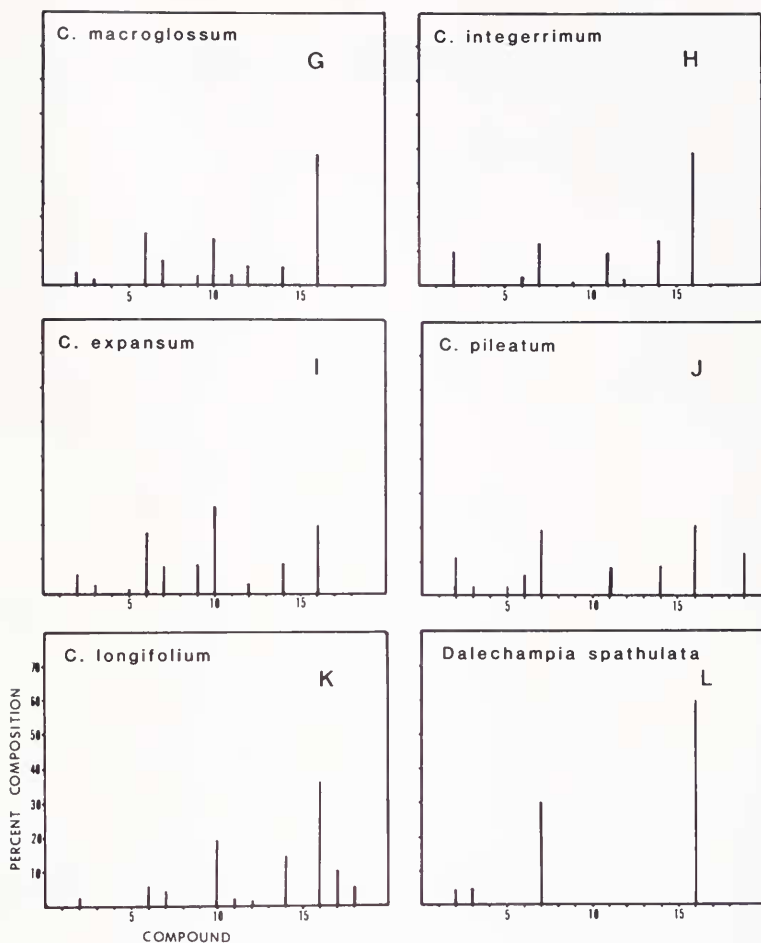 C. macroglossum
G
5 10 15
C. integerrimum
H
5 10 15
C. expansum
I
5 10 15
C. pileatum
J
5 10 15
C. longifolium
K
70
60
50
40
30
20
10
PERCENT COMPOSITION
5 10 15
COMPOUND
Dalechampia spathulata
L
5 10 15